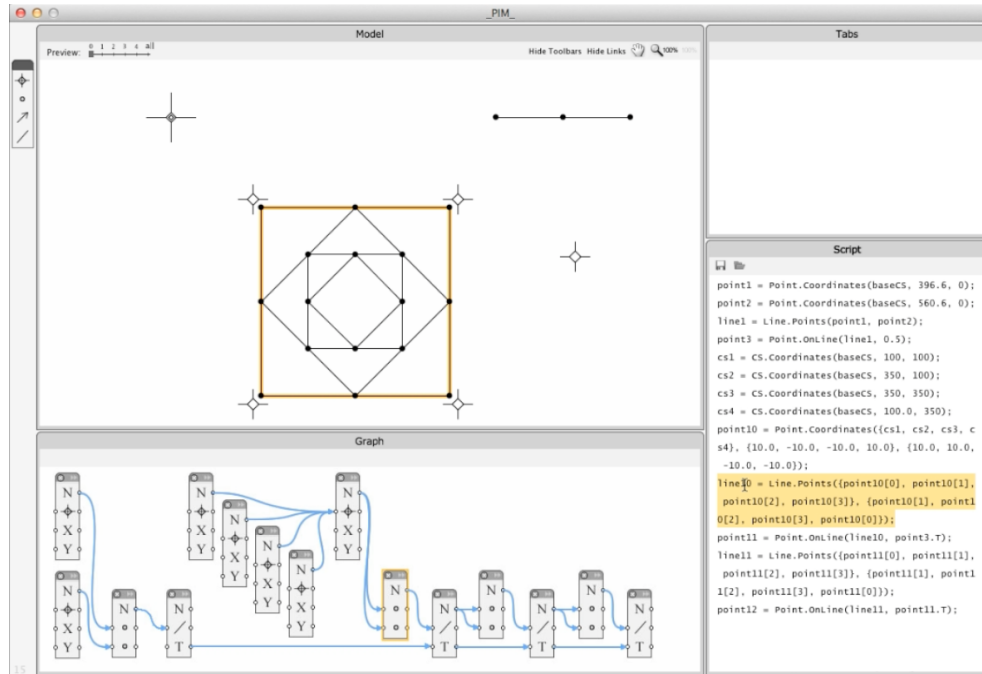 _PIM_
Model
Preview: 0 1 2 3 4 all
Hide Toolbars Hide Links 100% 100%
Tabs
Script
point1 = Point.Coordinates(baseCS, 396.6, 0);
point2 = Point.Coordinates(baseCS, 560.6, 0);
line1 = Line.Points(point1, point2);
point3 = Point.OnLine(line1, 0.5);
cs1 = CS.Coordinates(baseCS, 100, 100);
cs2 = CS.Coordinates(baseCS, 350, 100);
cs3 = CS.Coordinates(baseCS, 350, 350);
cs4 = CS.Coordinates(baseCS, 100.0, 350);
point10 = Point.Coordinates({cs1, cs2, cs3, c
s4}, {10.0, -10.0, -10.0, 10.0}, {10.0, 10.0,
-10.0, -10.0});
line10 = Line.Points({point10[0], point10[1],
point10[2], point10[3]}, {point10[1], point1
0[2], point10[3], point10[0]});
point11 = Point.OnLine(line10, point3.T);
line11 = Line.Points({point11[0], point11[1],
point11[2], point11[3]}, {point11[1], point1
1[2], point11[3], point11[0]});
point12 = Point.OnLine(line11, point11.T);
Graph
N
X
Y
N
X
Y
N
X
Y
N
X
Y
N
X
Y
N
X
Y
N
X
Y
N
N
/
T
N
N
/
T
N
N
/
T
N
N
/
T
15